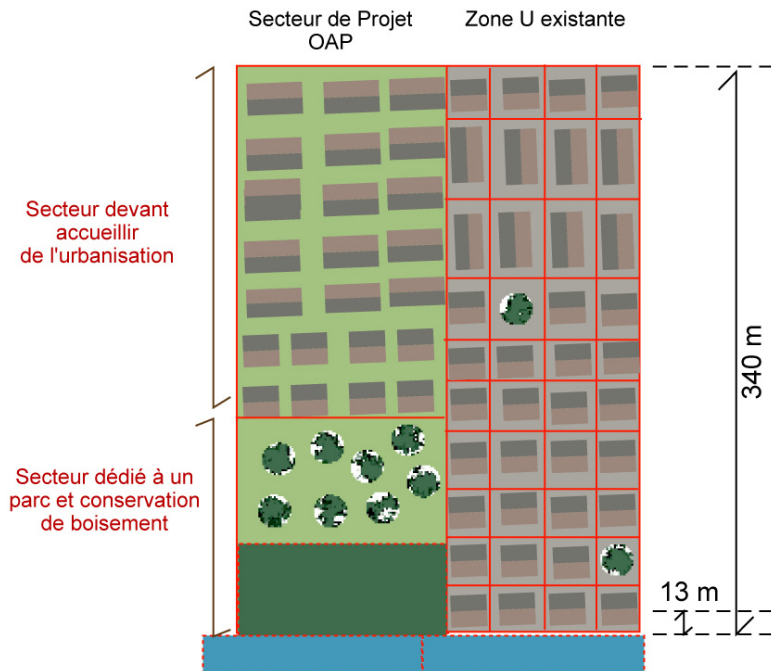 Secteur de Projet
OAP
Zone U existante
Secteur devant
accueillir
de l'urbanisation
340 m
Secteur dédié à un
parc et conservation
de boisement
13 m